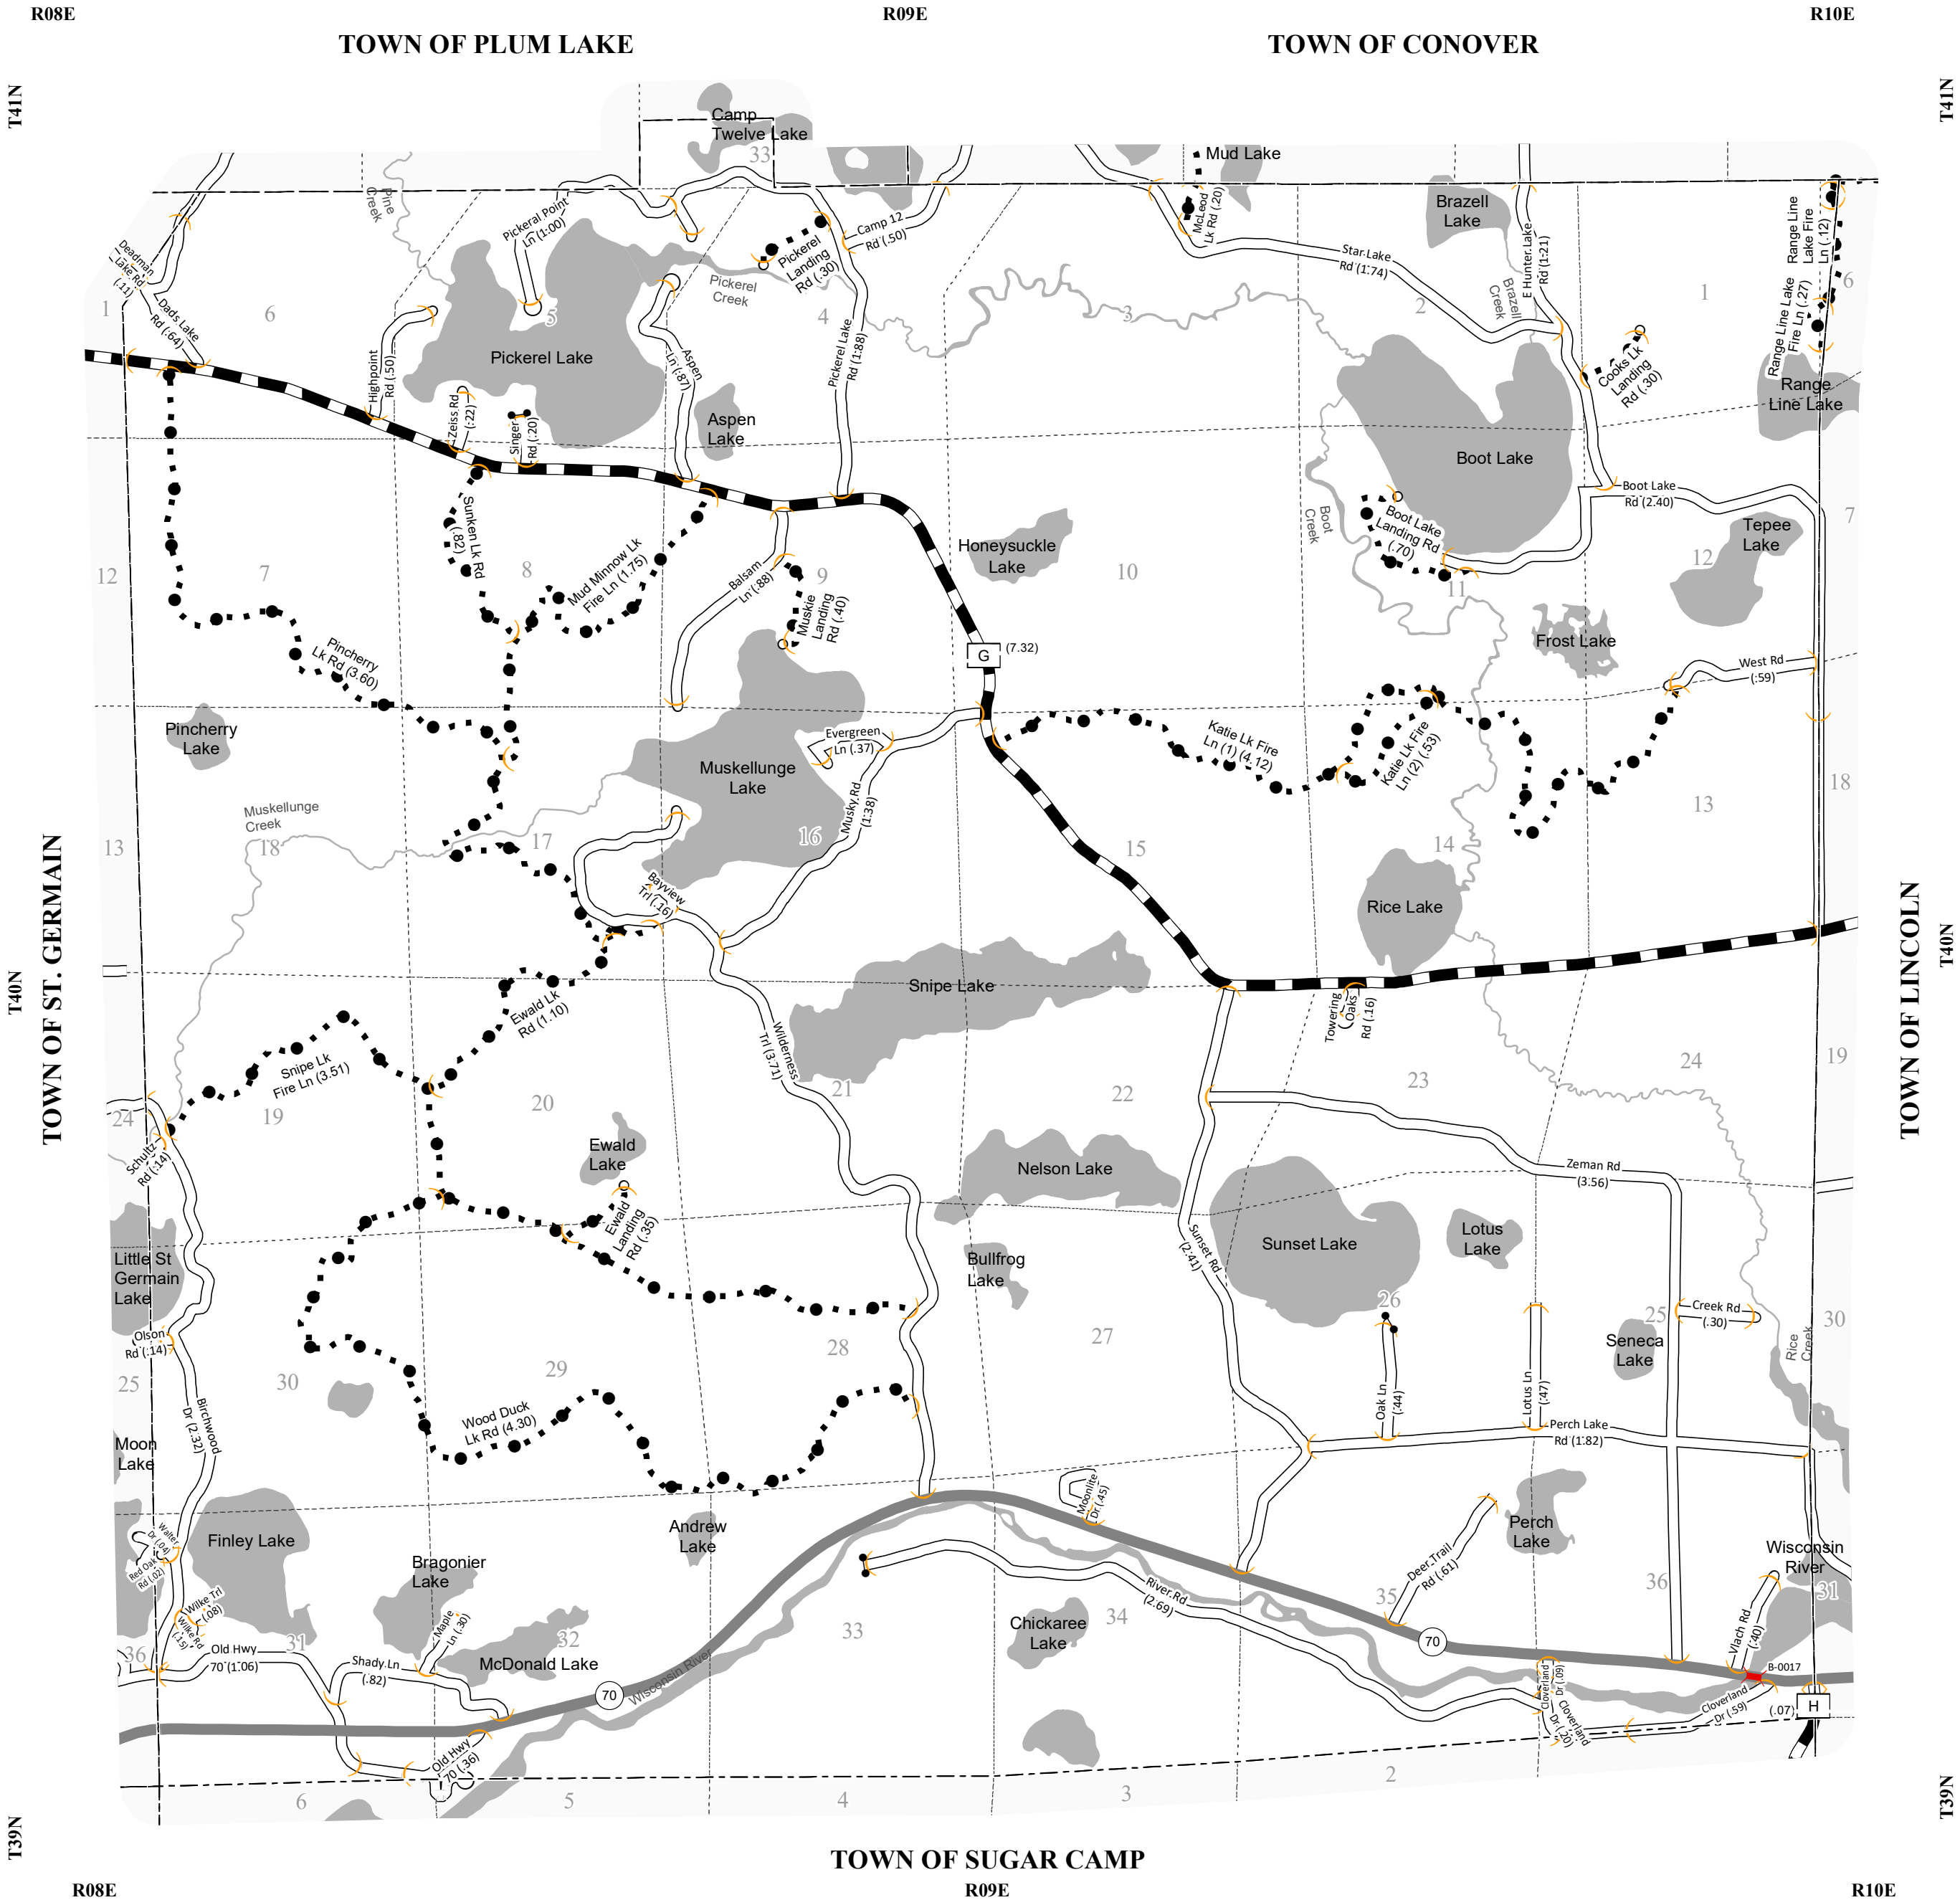 R08E
R09E
R10E
TOWN OF PLUM LAKE
TOWN OF CONOVER
T41N
T41N
Camp
Twelve Lake
33
Mud Lake
Pine
Creek
Pickeral Point
Ln (1.00)
Pickerel
Landing
Rd (.30)
Camp 12
Rd (.50)
McLeod
Lk Rd (.20)
Star Lake
Rd (1.74)
Brazell
Lake
E Hunter Lake
Rd (1.21)
Brazell
Creek
Range Line
Lake Fire
Ln (.12)
Range Line Lake
Fire Ln (.27)
Deadman
Lake Rd
(.11)
Dads Lake
Rd (.64)
1
6
5
4
3
2
1
6
Pickerel
Creek
Highpoint
Rd (.50)
Pickerel Lake
Aspen
Ln (.87)
Pickerel Lake
Rd (1.88)
Cooks Lk
Landing
Rd (.30)
Range
Line Lake
Zeiss Rd
(.22)
Singer
Rd (.20)
Aspen
Lake
Boot Lake
Boot Lake
Rd (2.40)
Sunken Lk Rd
(.82)
Mud Minnow Lk
Fire Ln (1.75)
Balsam
Ln (.88)
Muskie
Landing
Rd (.40)
Honeysuckle
Lake
Boot
Creek
Boot Lake
Landing Rd
(.70)
Tepee
Lake
12
7
8
9
10
11
12
7
Frost Lake
G
(7.32)
West Rd
(.59)
Pincherry
Lk Rd (3.60)
Pincherry
Lake
Evergreen
Ln (.37)
Muskellunge
Lake
Musky Rd
(1.38)
Katie Lk Fire
Ln (1) (4.12)
Katie Lk Fire
Ln (2) (.53)
Muskellunge
Creek
13
18
17
16
15
14
13
18
Bayview
Trl (.16)
Rice Lake
TOWN OF ST. GERMAIN
TOWN OF LINCOLN
T40N
T40N
Ewald Lk
Rd (1.10)
Snipe Lake
Towering
Oaks
Rd (.16)
Wilderness
Trl (3.71)
Snipe Lk
Fire Ln (3.51)
24
19
20
21
22
23
24
19
Schultz
Rd (.14)
Ewald
Lake
Ewald
Landing
Rd (.35)
Nelson Lake
Zeman Rd
(3.56)
Sunset Rd
(2.41)
Sunset Lake
Lotus
Lake
Little St
Germain
Lake
Bullfrog
Lake
Olson
Rd (.14)
Creek Rd
(.30)
Seneca
Lake
Rice
Creek
25
30
29
28
27
26
25
30
Birchwood
Dr (2.32)
Wood Duck
Lk Rd (4.30)
Oak Ln
(.44)
Lotus Ln
(.47)
Perch Lake
Rd (1.82)
Moon
Lake
Moonlite
Dr (.45)
Finley Lake
Walter
Dr (.04)
Red Oak
Rd (.02)
Wilke Trl
(.08)
Wilke Rd
(.15)
Bragonier
Lake
Andrew
Lake
Perch
Lake
Wisconsin
River
Deer Trail
Rd (.61)
River Rd
(2.69)
Chickaree
Lake
Maple
Ln (.30)
McDonald Lake
36
31
32
33
34
35
36
31
Old Hwy
70 (1.06)
Shady Ln
(.82)
70
Wisconsin River
70
Vlach Rd
(.40)
B-0017
Cloverland
Dr (.09)
Cloverland
Dr (.20)
Cloverland
Dr (.59)
(.07)
H
Old Hwy
70 (.36)
6
5
4
3
2
T39N
T39N
TOWN OF SUGAR CAMP
R08E
R09E
R10E